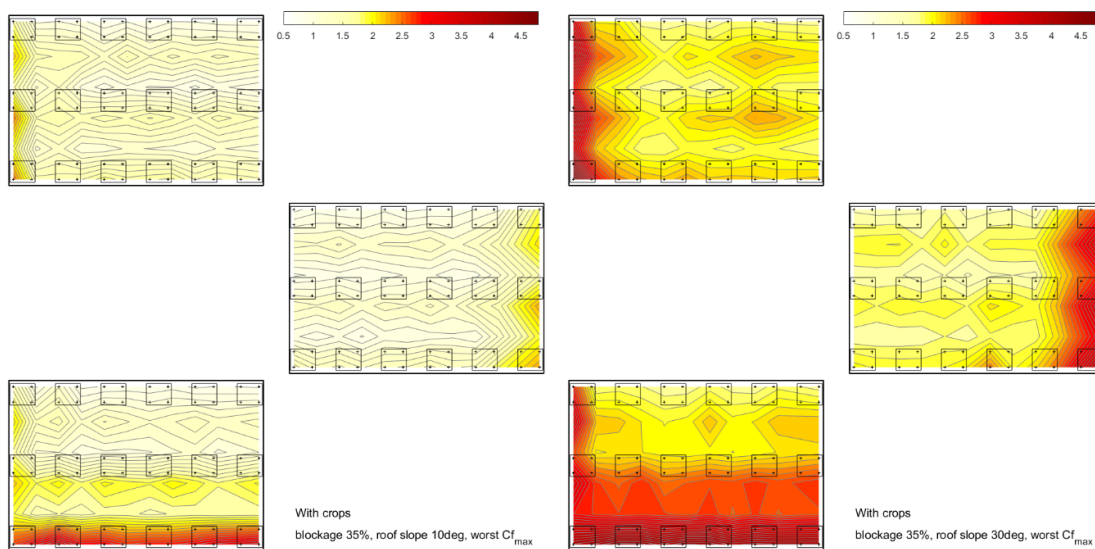 0.5 1 1.5 2 2.5 3 3.5 4 4.5
0.5 1 1.5 2 2.5 3 3.5 4 4.5
With crops
blockage 35%, roof slope 10deg, worst Cf_max
With crops
blockage 35%, roof slope 30deg, worst Cf_max